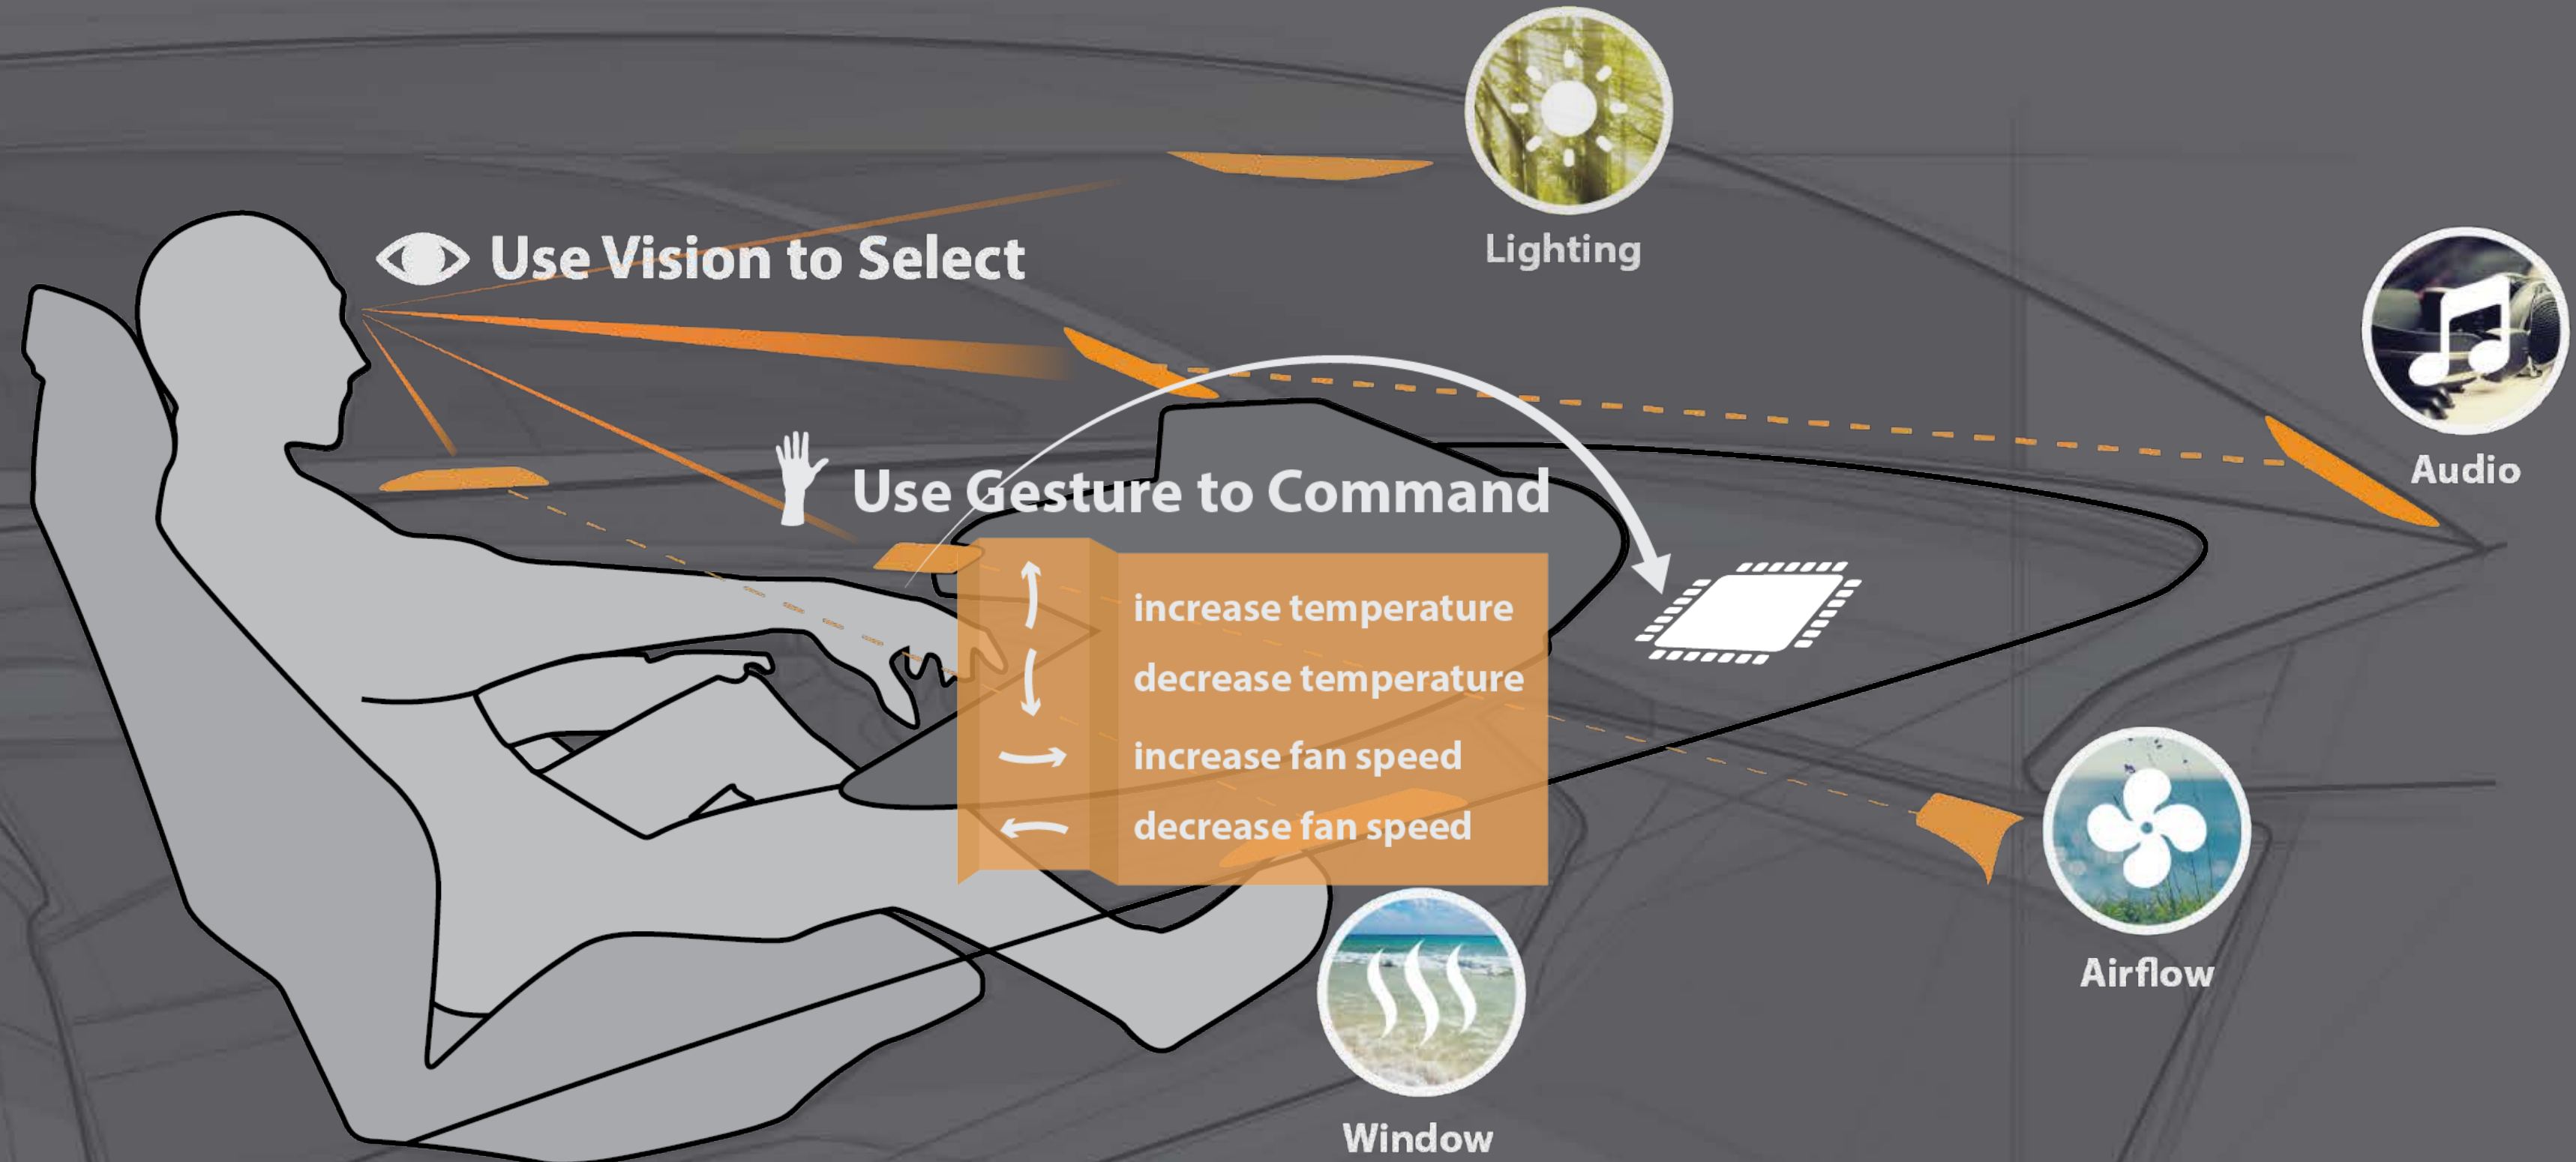 Lighting
Use Vision to Select
Audio
Use Gesture to Command
increase temperature
decrease temperature
increase fan speed
decrease fan speed
Airflow
Window